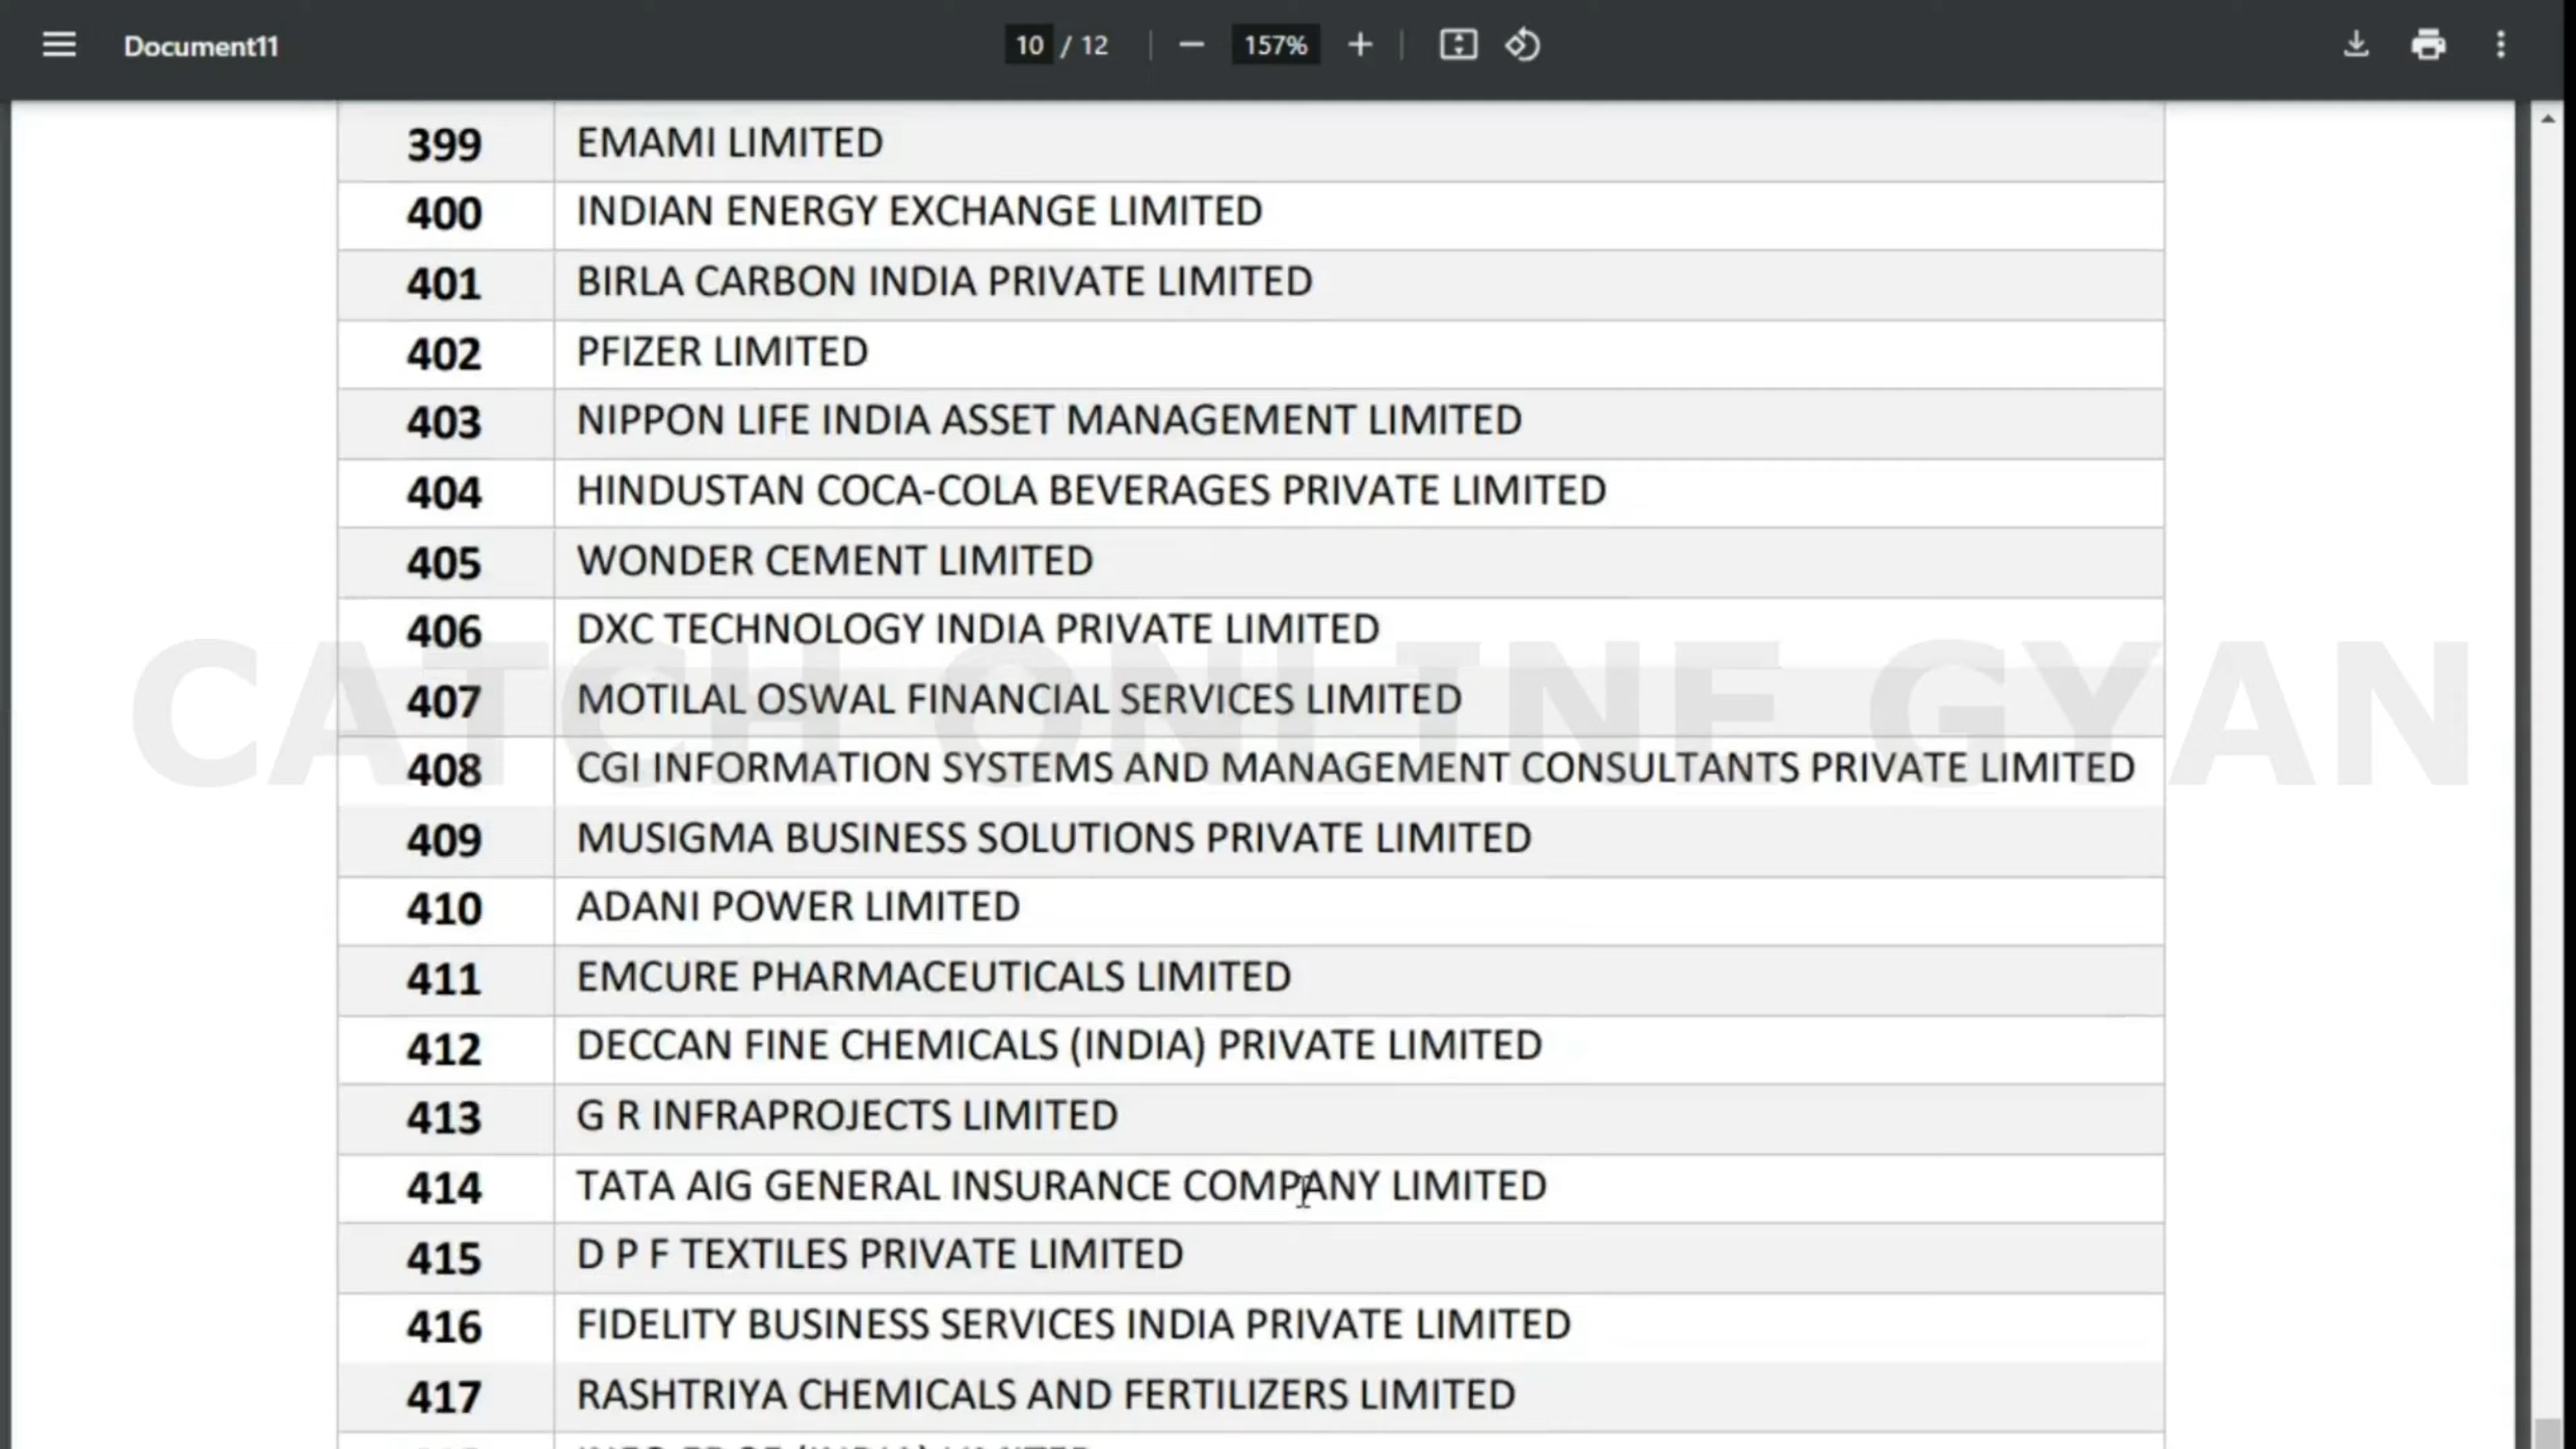 Document11
10 / 12
157%
399 EMAMI LIMITED
400 INDIAN ENERGY EXCHANGE LIMITED
401 BIRLA CARBON INDIA PRIVATE LIMITED
402 PFIZER LIMITED
403 NIPPON LIFE INDIA ASSET MANAGEMENT LIMITED
404 HINDUSTAN COCA-COLA BEVERAGES PRIVATE LIMITED
405 WONDER CEMENT LIMITED
406 DXC TECHNOLOGY INDIA PRIVATE LIMITED
CATCH ONLINE GYAN
407 MOTILAL OSWAL FINANCIAL SERVICES LIMITED
408 CGI INFORMATION SYSTEMS AND MANAGEMENT CONSULTANTS PRIVATE LIMITED
409 MUSIGMA BUSINESS SOLUTIONS PRIVATE LIMITED
410 ADANI POWER LIMITED
411 EMCURE PHARMACEUTICALS LIMITED
412 DECCAN FINE CHEMICALS (INDIA) PRIVATE LIMITED
413 G R INFRAPROJECTS LIMITED
414 TATA AIG GENERAL INSURANCE COMPANY LIMITED
415 D P F TEXTILES PRIVATE LIMITED
416 FIDELITY BUSINESS SERVICES INDIA PRIVATE LIMITED
417 RASHTRIYA CHEMICALS AND FERTILIZERS LIMITED